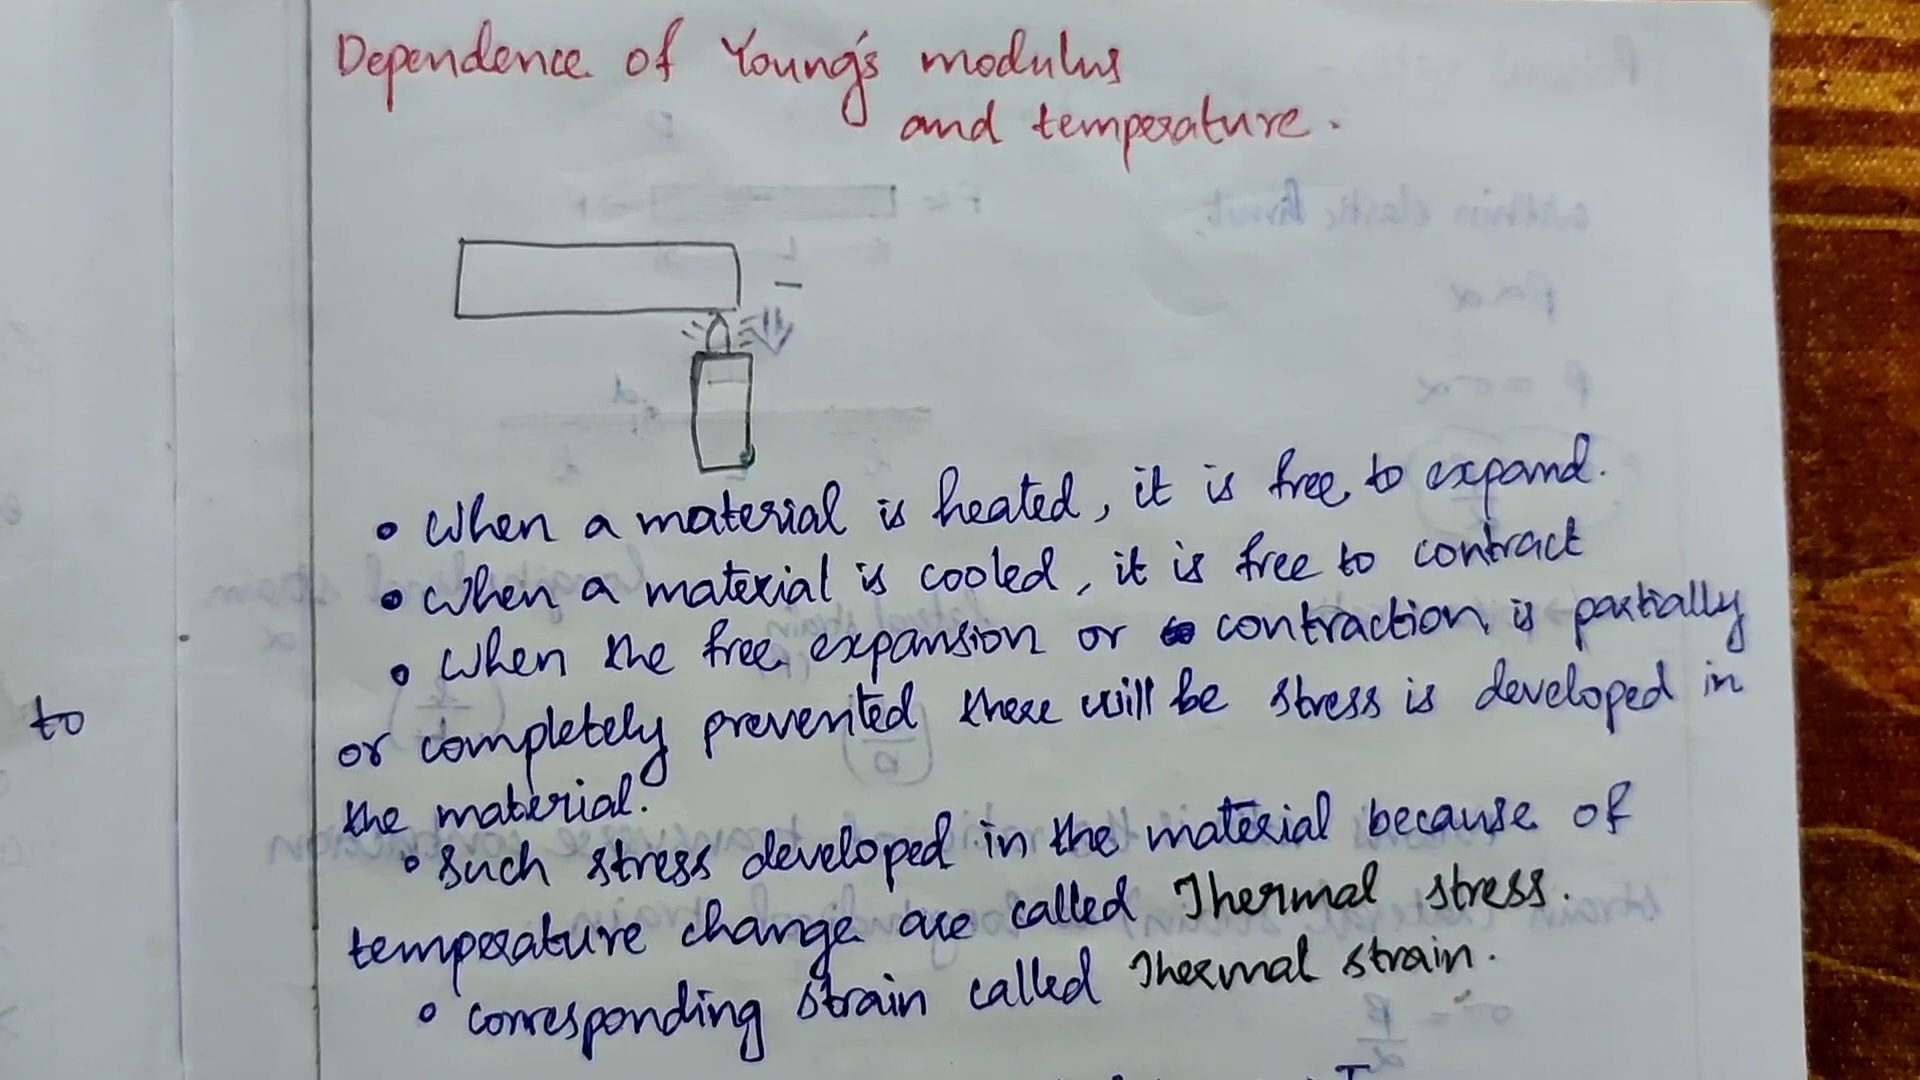 Dependence of Young's modulus
and temperature.
• When a material is heated, it is free to expand.
• When a material is cooled, it is free to contract
• When the free expansion or contraction is partially
or completely prevented there will be stress is developed in
the material.
• Such stress developed in the material because of
temperature change are called Thermal stress.
• corresponding strain called Thermal strain.
to